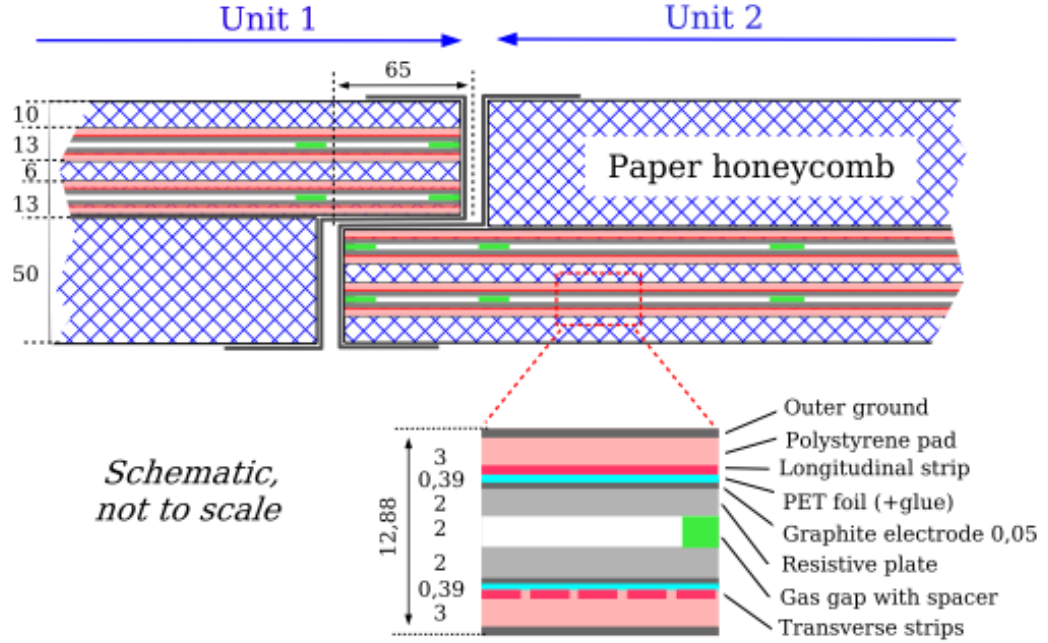 Unit 1
Unit 2
65
10
13
6
13
50
Paper honeycomb
Schematic,
not to scale
12,88
3
0,39
2
2
2
0,39
3
Outer ground
Polystyrene pad
Longitudinal strip
PET foil (+glue)
Graphite electrode 0,05
Resistive plate
Gas gap with spacer
Transverse strips